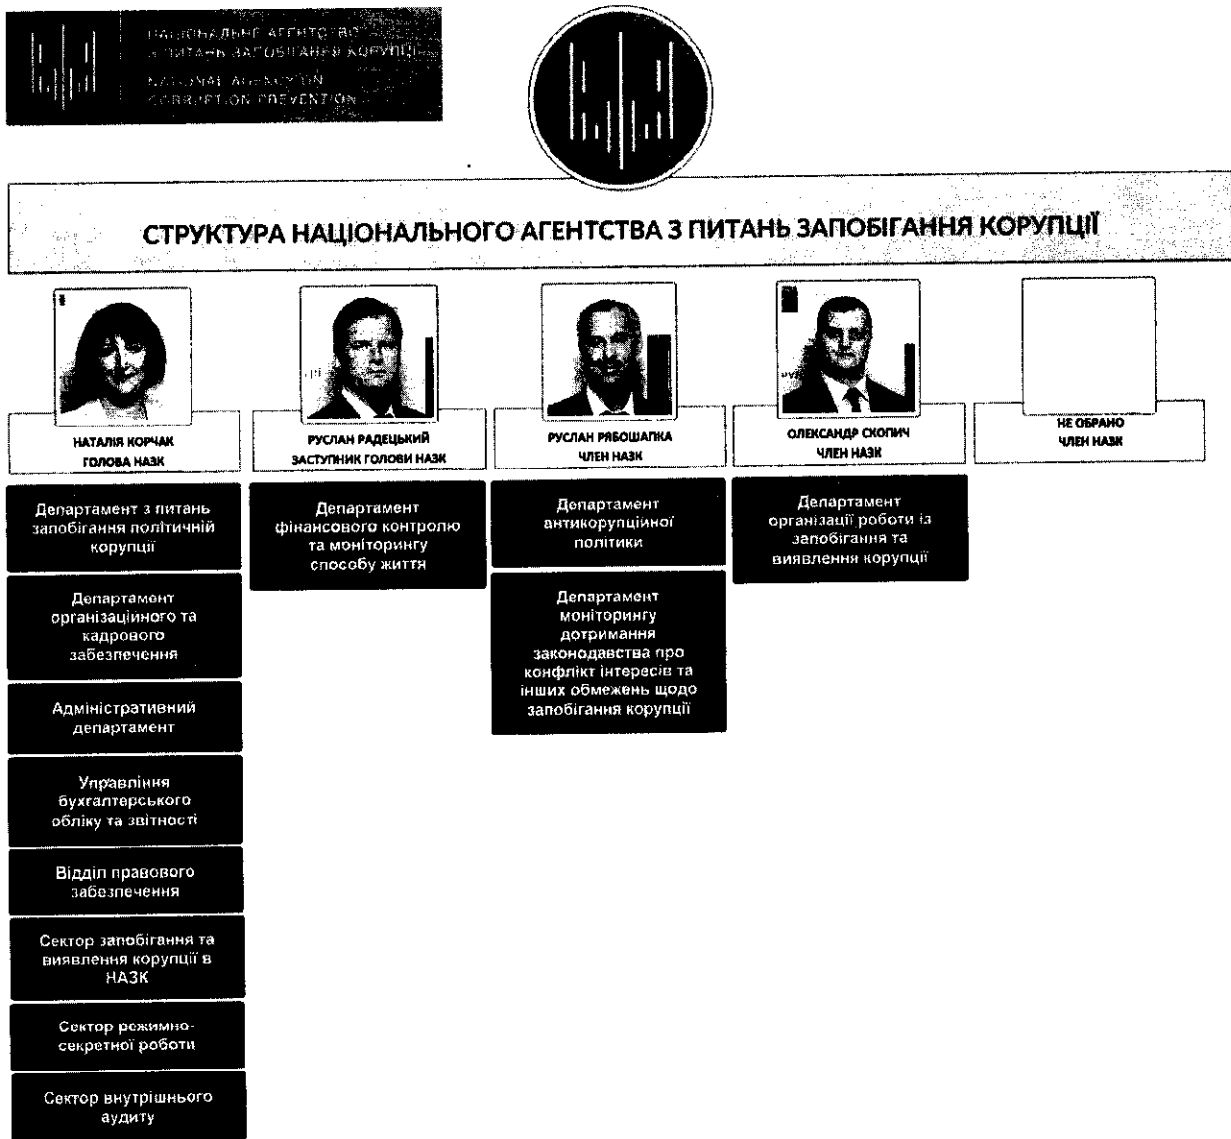 НАЦІОНАЛЬНЕ АГЕНТСТВО
З ПИТАНЬ ЗАПОБІГАННЯ КОРУПЦІЇ
NATIONAL AGENCY ON
CORRUPTION PREVENTION
СТРУКТУРА НАЦІОНАЛЬНОГО АГЕНТСТВА З ПИТАНЬ ЗАПОБІГАННЯ КОРУПЦІЇ
НАТАЛІЯ КОРЧАК
ГОЛОВА НАЗК
Департамент з питань
запобігання політичній
корупції
Департамент
організаційного та
кадрового
забезпечення
Адміністративний
департамент
Управління
бухгалтерського
обліку та звітності
Відділ правового
забезпечення
Сектор запобігання та
виявлення корупції в
НАЗК
Сектор режимно-
секретної роботи
Сектор внутрішнього
аудиту
РУСЛАН РАДЕЦЬКИЙ
ЗАСТУПНИК ГОЛОВИ НАЗК
Департамент
фінансового контролю
та моніторингу
способу життя
РУСЛАН РЯБОШАПКА
ЧЛЕН НАЗК
Департамент
антикорупційної
політики
Департамент
моніторингу
дотримання
законодавства про
конфлікт інтересів та
інших обмежень щодо
запобігання корупції
ОЛЕКСАНДР СКОПИЧ
ЧЛЕН НАЗК
Департамент
організації роботи із
запобігання та
виявлення корупції
НЕ ОБРАНО
ЧЛЕН НАЗК